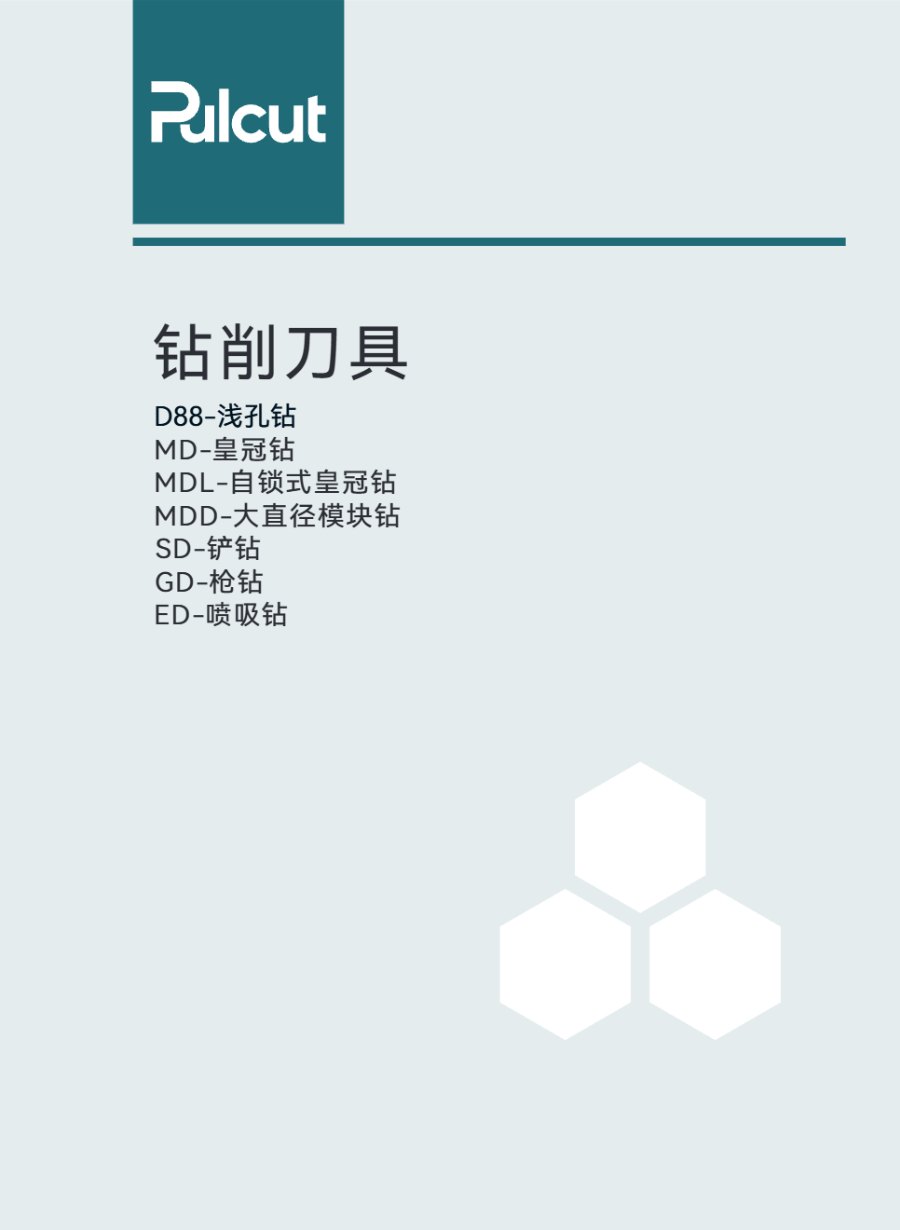 Pulcut
钻削刀具
D88-浅孔钻
MD-皇冠钻
MDL-自锁式皇冠钻
MDD-大直径模块钻
SD-铲钻
GD-枪钻
ED-喷吸钻